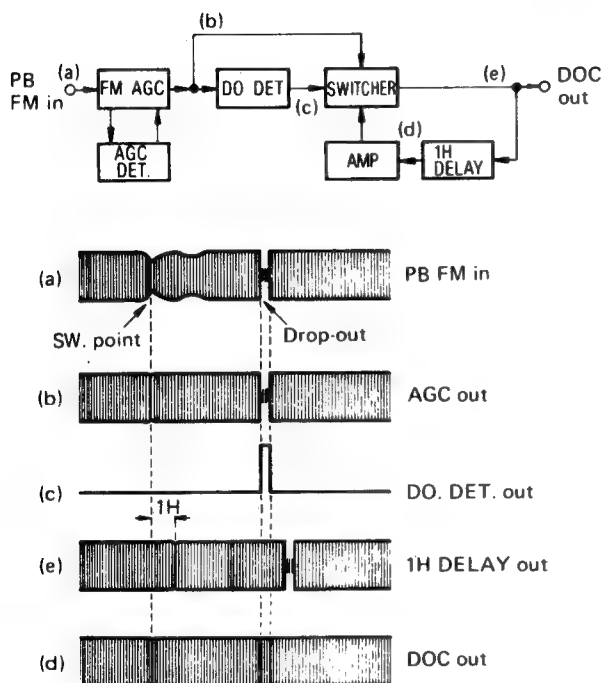 (b)
(a)
PB
FM in
FM AGC
DO DET
SWITCHER
(e)
DOC
out
(c)
AGC
DET.
(d)
AMP
1H
DELAY
(a)
PB FM in
SW. point
Drop-out
(b)
AGC out
(c)
DO. DET. out
1H
(e)
1H DELAY out
(d)
DOC out